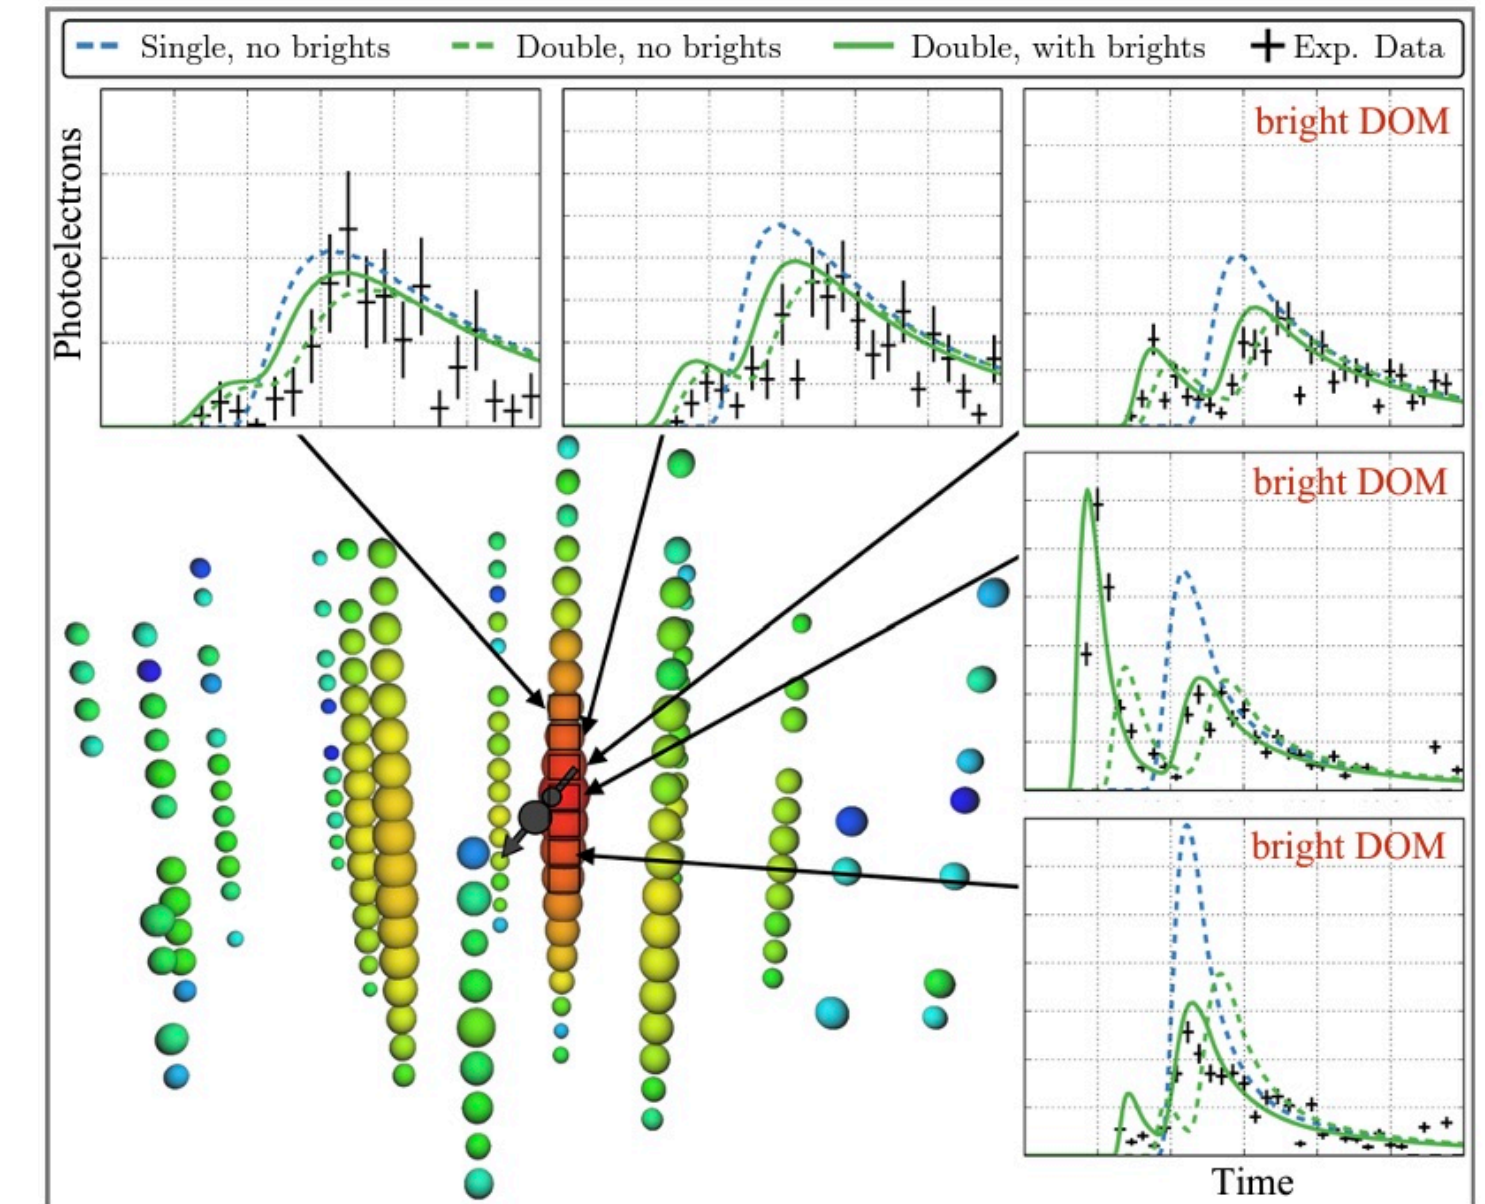 Single, no brights Double, no brights Double, with brights Exp. Data
Photoelectrons
bright DOM
bright DOM
bright DOM
Time